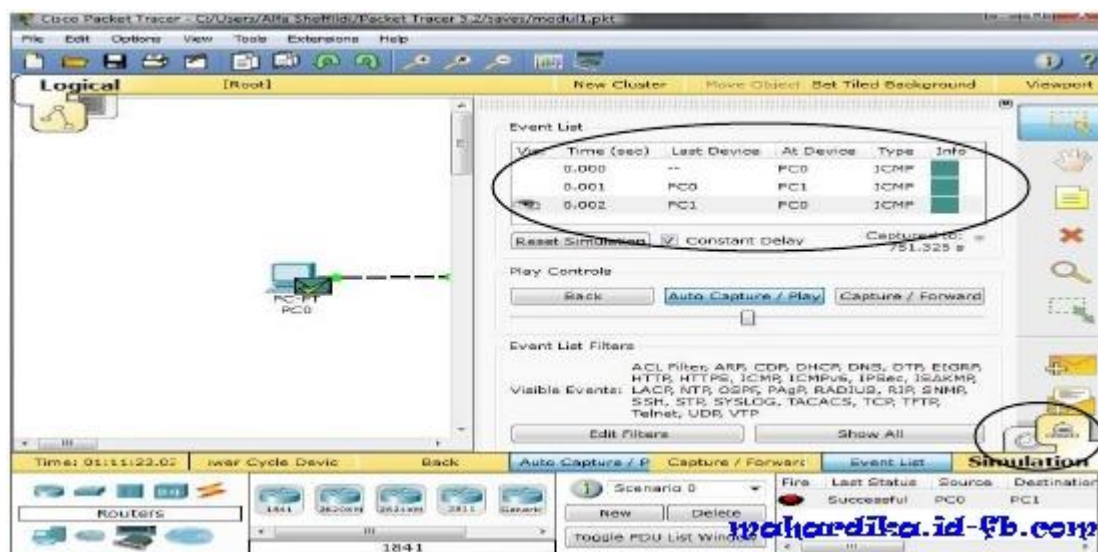 Cisco Packet Tracer - C:/Users/Alfa Sheffildi/Packet Tracer 5.2/saves/modul1.pkt
File Edit Options View Tools Extensions Help
Logical [Root] New Cluster Move Object Set Tiled Background Viewport
Event List
Vis. Time (sec) Last Device At Device Type Info
0.000 -- PC0 ICMP
0.001 PC0 PC1 ICMP
0.002 PC1 PC0 ICMP
Reset Simulation Constant Delay Captured to:
751.325 s
Play Controls
Back Auto Capture / Play Capture / Forward
PC-PT
PC0
Event List Filters
Visible Events:
ACL Filter, ARP, CDP, DHCP, DNS, DTP, EIGRP,
HTTP, HTTPS, ICMP, ICMPv6, IPSec, ISAKMP,
LACP, NTP, OSPF, PAgP, RADIUS, RIP, SNMP,
SSH, STP, SYSLOG, TACACS, TCP, TFTP,
Telnet, UDP, VTP
Edit Filters Show All
Time: 01:11:23.0 wer Cycle Devic Back Auto Capture / P Capture / Forwarc Event List Simulation
Scenario 0 Fire Last Status Source Destination
Successful PC0 PC1
Routers 1841 2620XM 2621XM 2811 Generic New Delete
Toggle PDU List Window
1841
mahardika.id-fb.com